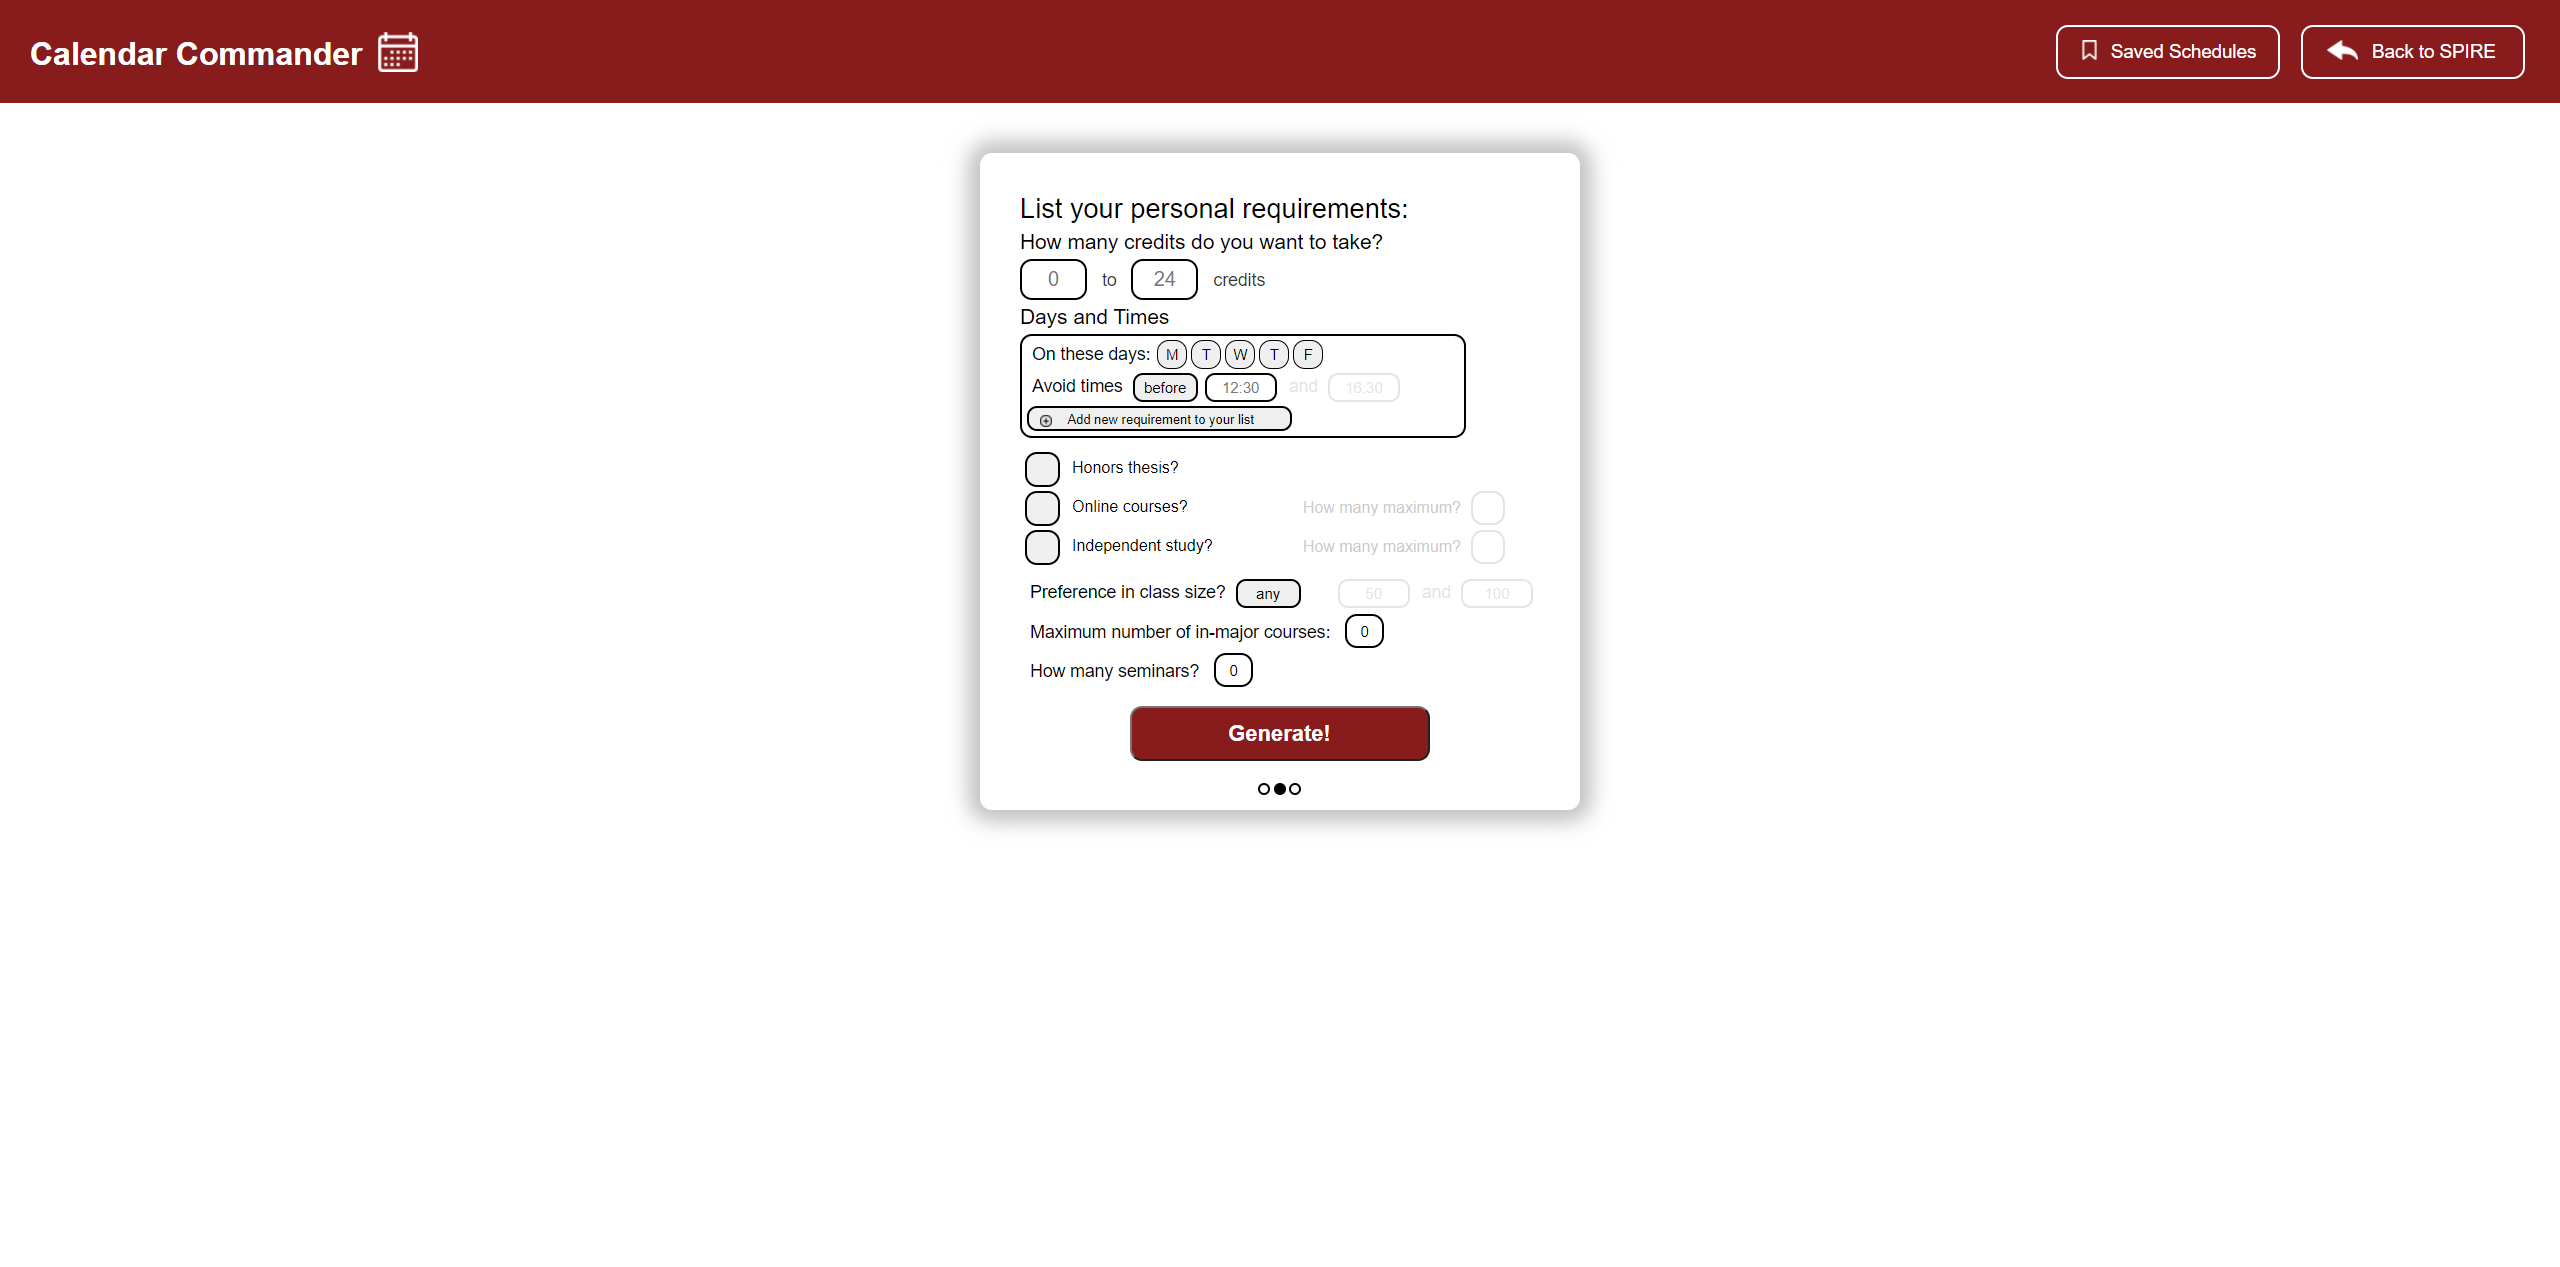 Calendar Commander
Saved Schedules
Back to SPIRE
List your personal requirements:
How many credits do you want to take?
0 to 24 credits
Days and Times
On these days: M T W T F
Avoid times before 12:30 and 16:30
Add new requirement to your list
Honors thesis?
Online courses? How many maximum?
Independent study? How many maximum?
Preference in class size? any 50 and 100
Maximum number of in-major courses: 0
How many seminars? 0
Generate!